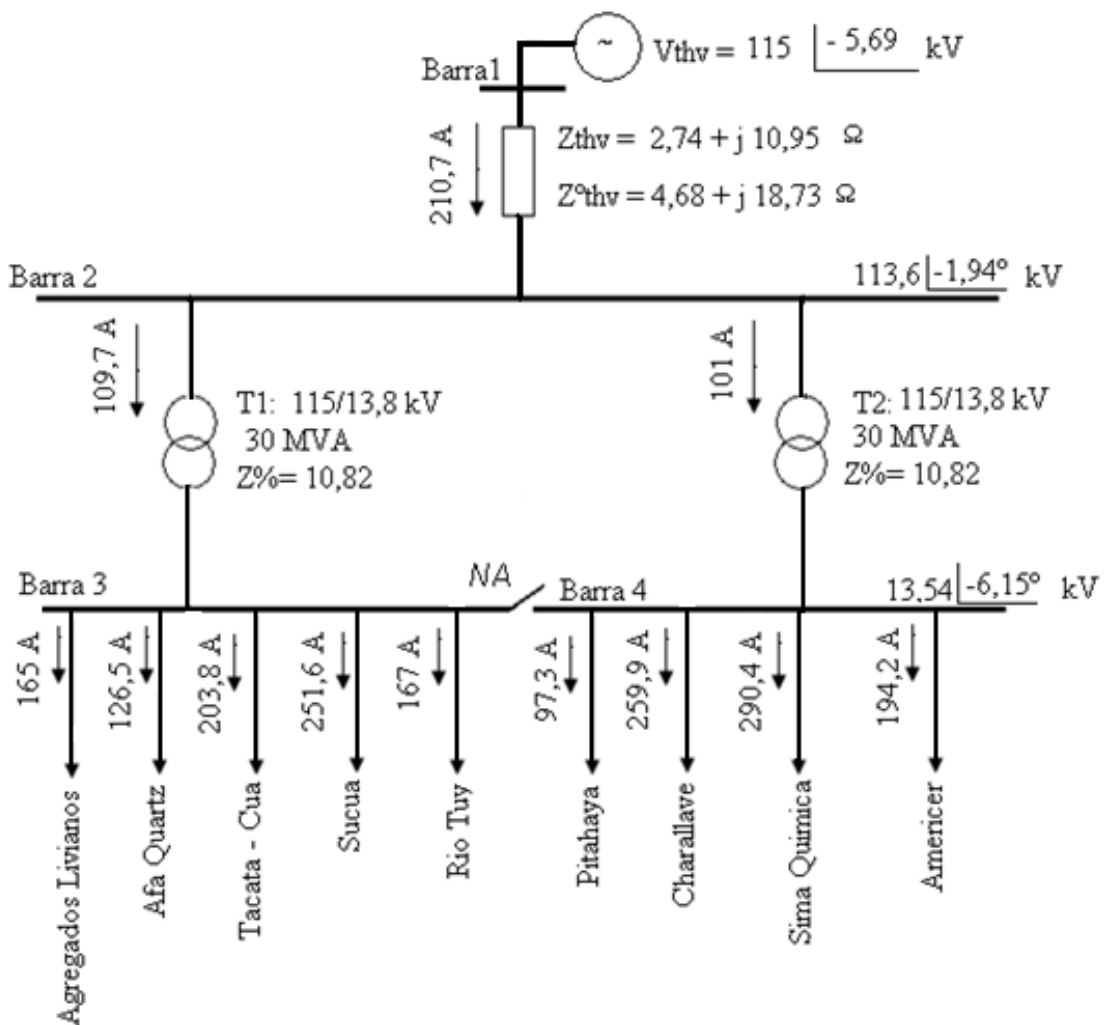 ~
Vthv = 115 |- 5,69 kV
Barra1
210,7 A
Zthv = 2,74 + j 10,95 Ω
Zºthv = 4,68 + j 18,73 Ω
Barra 2
113,6 |-1,94º kV
109,7 A
T1: 115/13,8 kV
30 MVA
Z%= 10,82
101 A
T2: 115/13,8 kV
30 MVA
Z%= 10,82
Barra 3
NA
Barra 4
13,54 |-6,15º kV
165 A
126,5 A
203,8 A
251,6 A
167 A
97,3 A
259,9 A
290,4 A
194,2 A
Agregados Livianos
Afa Quartz
Tacata - Cua
Sucua
Rio Tuy
Pitahaya
Charallave
Sima Quimica
Americer